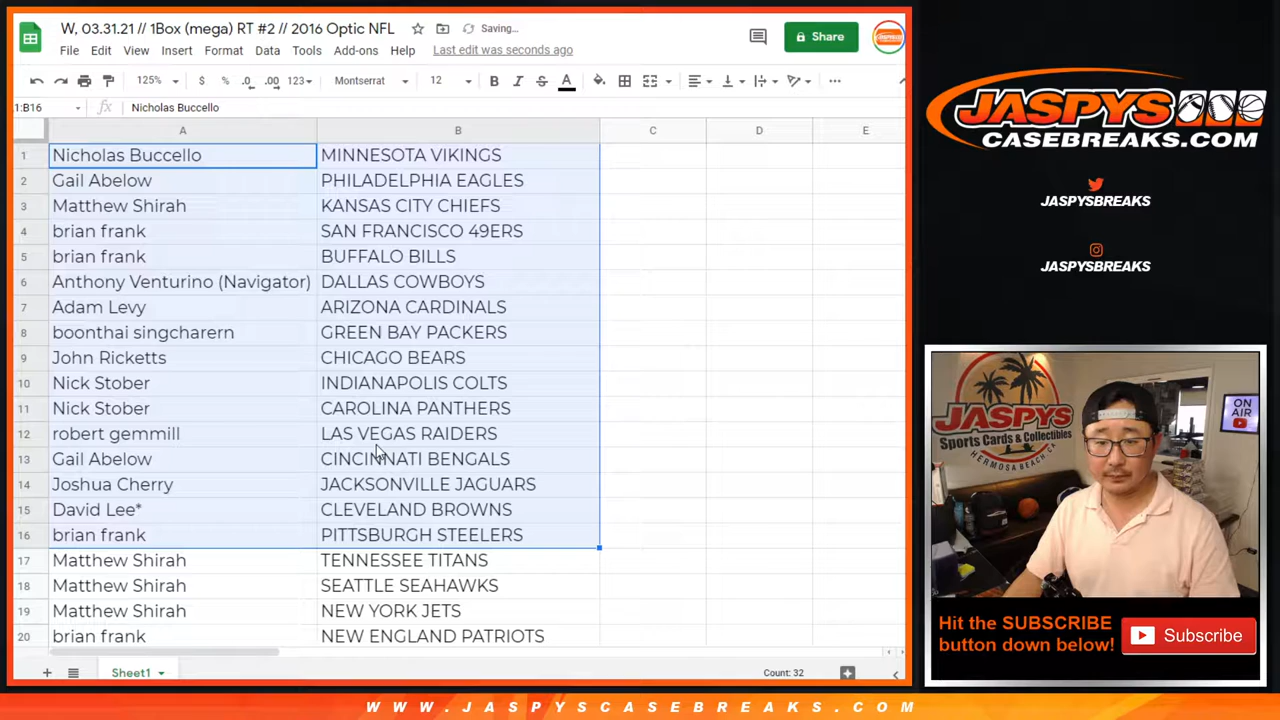 W, 03.31.21 // 1Box (mega) RT #2 // 2016 Optic NFL
Saving...
File Edit View Insert Format Data Tools Add-ons Help
Last edit was seconds ago
Share
125% $ % .0 .00 123 Montserrat 12 B I S A
1:B16 fx Nicholas Buccello
A B C D E
1 Nicholas Buccello MINNESOTA VIKINGS
2 Gail Abelow PHILADELPHIA EAGLES
3 Matthew Shirah KANSAS CITY CHIEFS
4 brian frank SAN FRANCISCO 49ERS
5 brian frank BUFFALO BILLS
6 Anthony Venturino (Navigator) DALLAS COWBOYS
7 Adam Levy ARIZONA CARDINALS
8 boonthai singcharern GREEN BAY PACKERS
9 John Ricketts CHICAGO BEARS
10 Nick Stober INDIANAPOLIS COLTS
11 Nick Stober CAROLINA PANTHERS
12 robert gemmill LAS VEGAS RAIDERS
13 Gail Abelow CINCINNATI BENGALS
14 Joshua Cherry JACKSONVILLE JAGUARS
15 David Lee* CLEVELAND BROWNS
16 brian frank PITTSBURGH STEELERS
17 Matthew Shirah TENNESSEE TITANS
18 Matthew Shirah SEATTLE SEAHAWKS
19 Matthew Shirah NEW YORK JETS
20 brian frank NEW ENGLAND PATRIOTS
Sheet1
Count: 32
JASPYS
CASEBREAKS.COM
JASPYSBREAKS
JASPYSBREAKS
JASPYS
Sports Cards & Collectibles
HERMOSA BEACH CA
ON
AIR
Hit the SUBSCRIBE
button down below!
Subscribe
WWW.JASPYSCASEBREAKS.COM